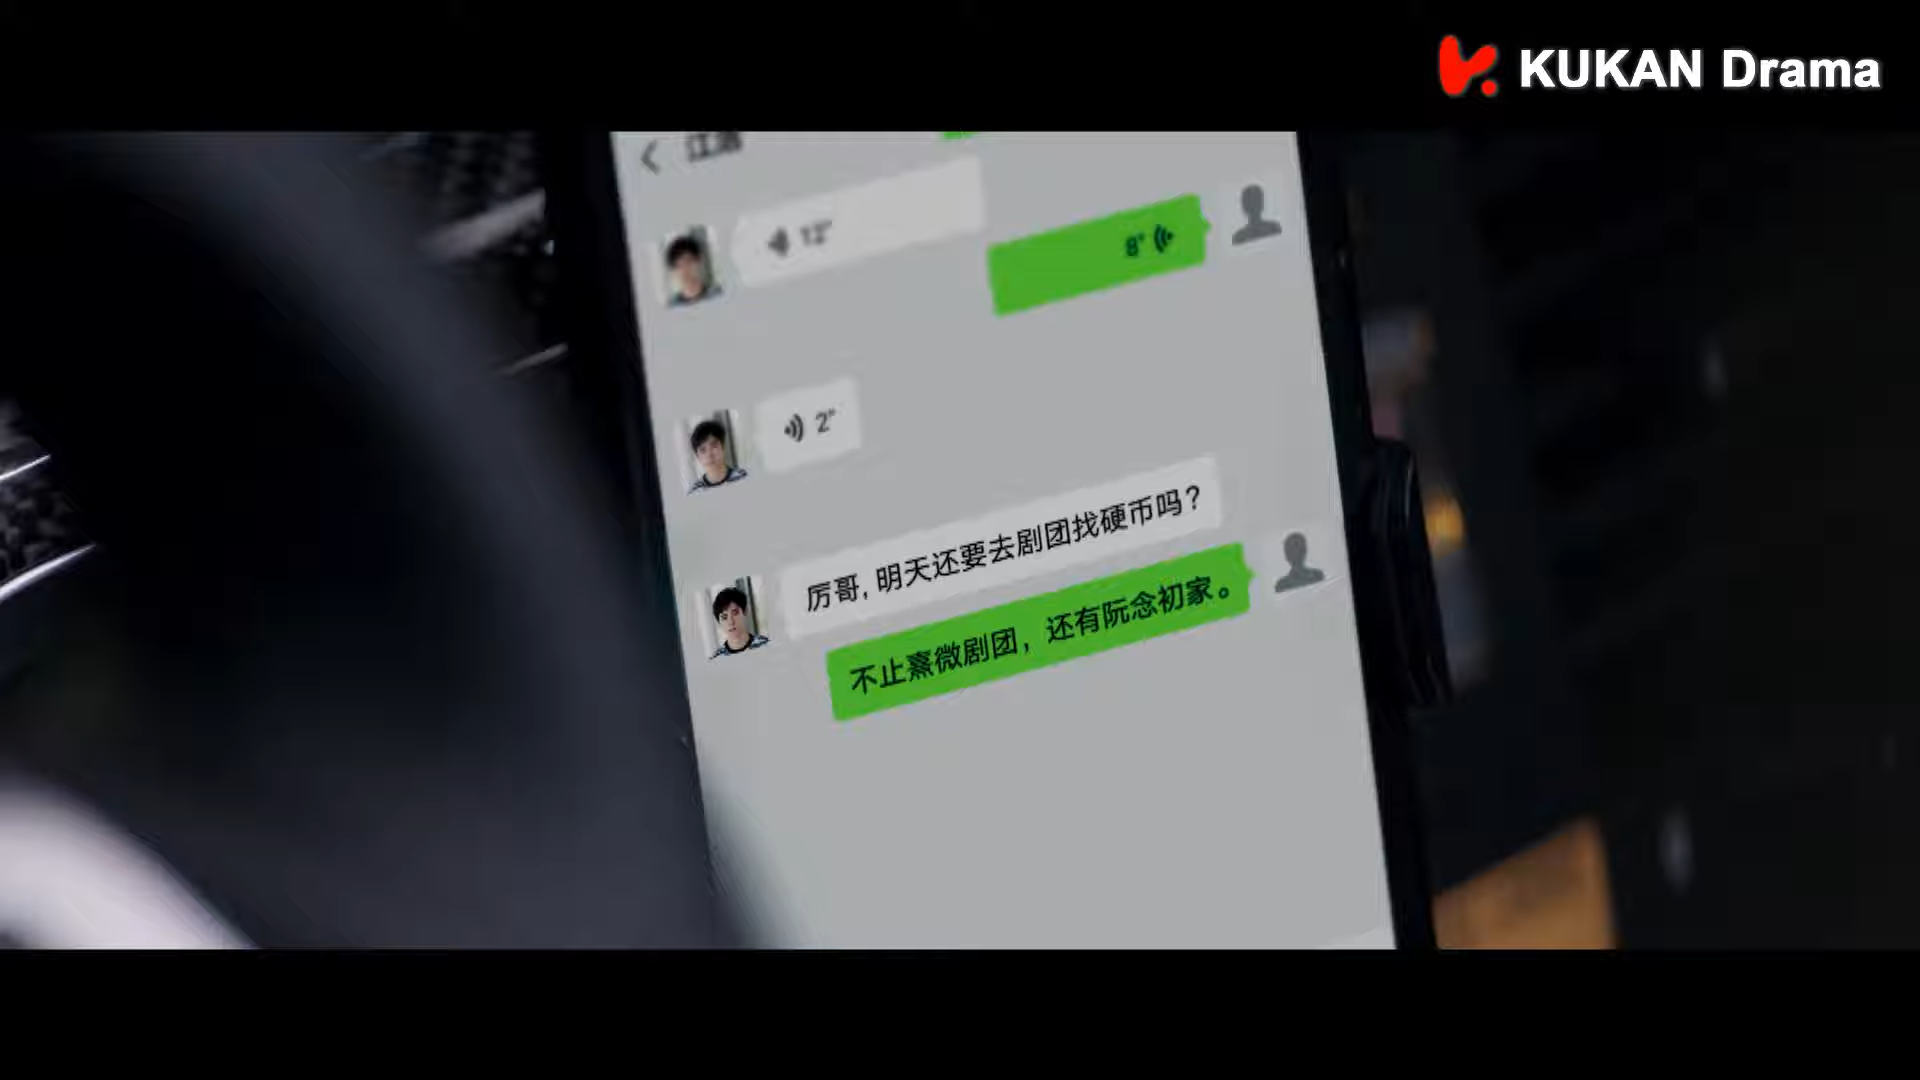 KUKAN Drama
12"
8"
2"
厉哥, 明天还要去剧团找硬币吗？
不止熹微剧团，还有阮念初家。